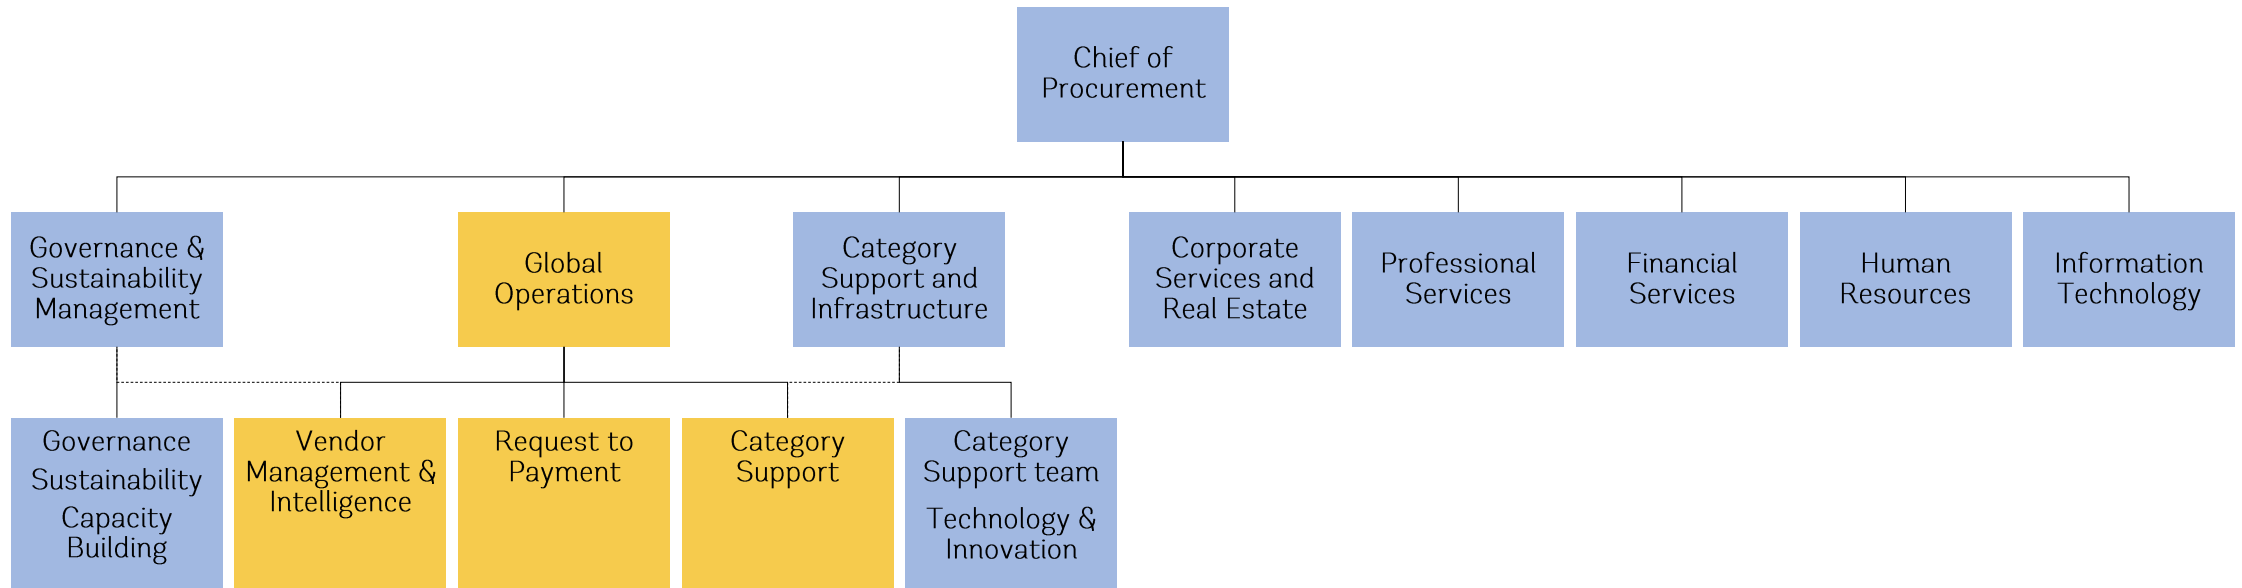 Chief of
Procurement
Governance &
Sustainability
Management
Global
Operations
Category
Support and
Infrastructure
Corporate
Services and
Real Estate
Professional
Services
Financial
Services
Human
Resources
Information
Technology
Governance
Sustainability
Capacity
Building
Vendor
Management &
Intelligence
Request to
Payment
Category
Support
Category
Support team
Technology &
Innovation